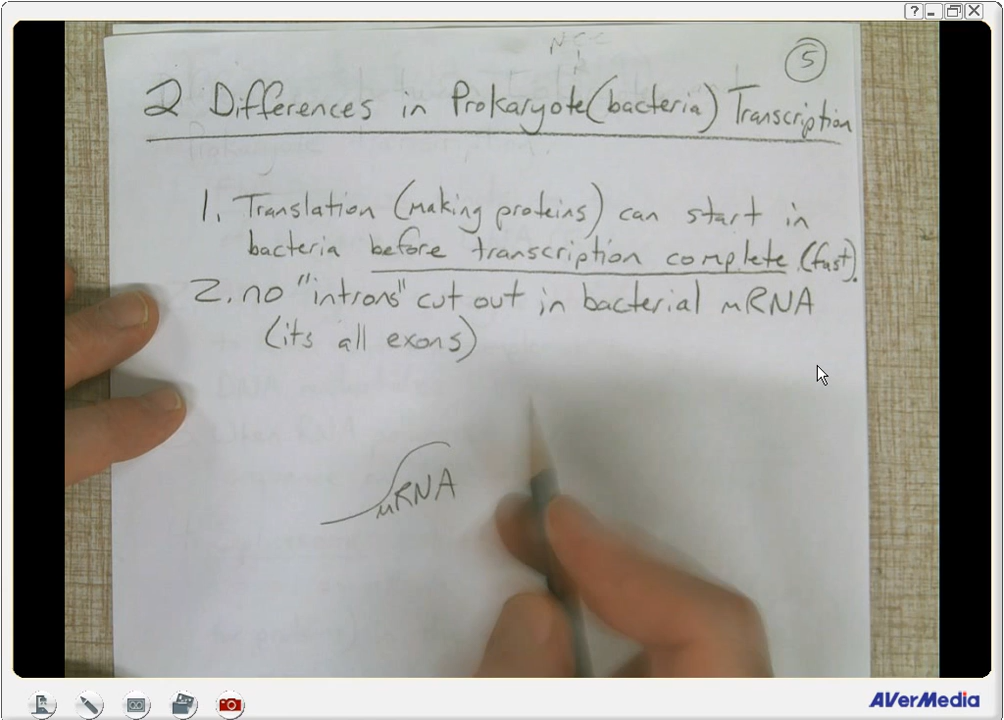 5
2 Differences in Prokaryote (bacteria) Transcription
1. Translation (making proteins) can start in
bacteria before transcription complete (fast).
2. no "introns" cut out in bacterial mRNA
(its all exons)
mRNA
AVerMedia